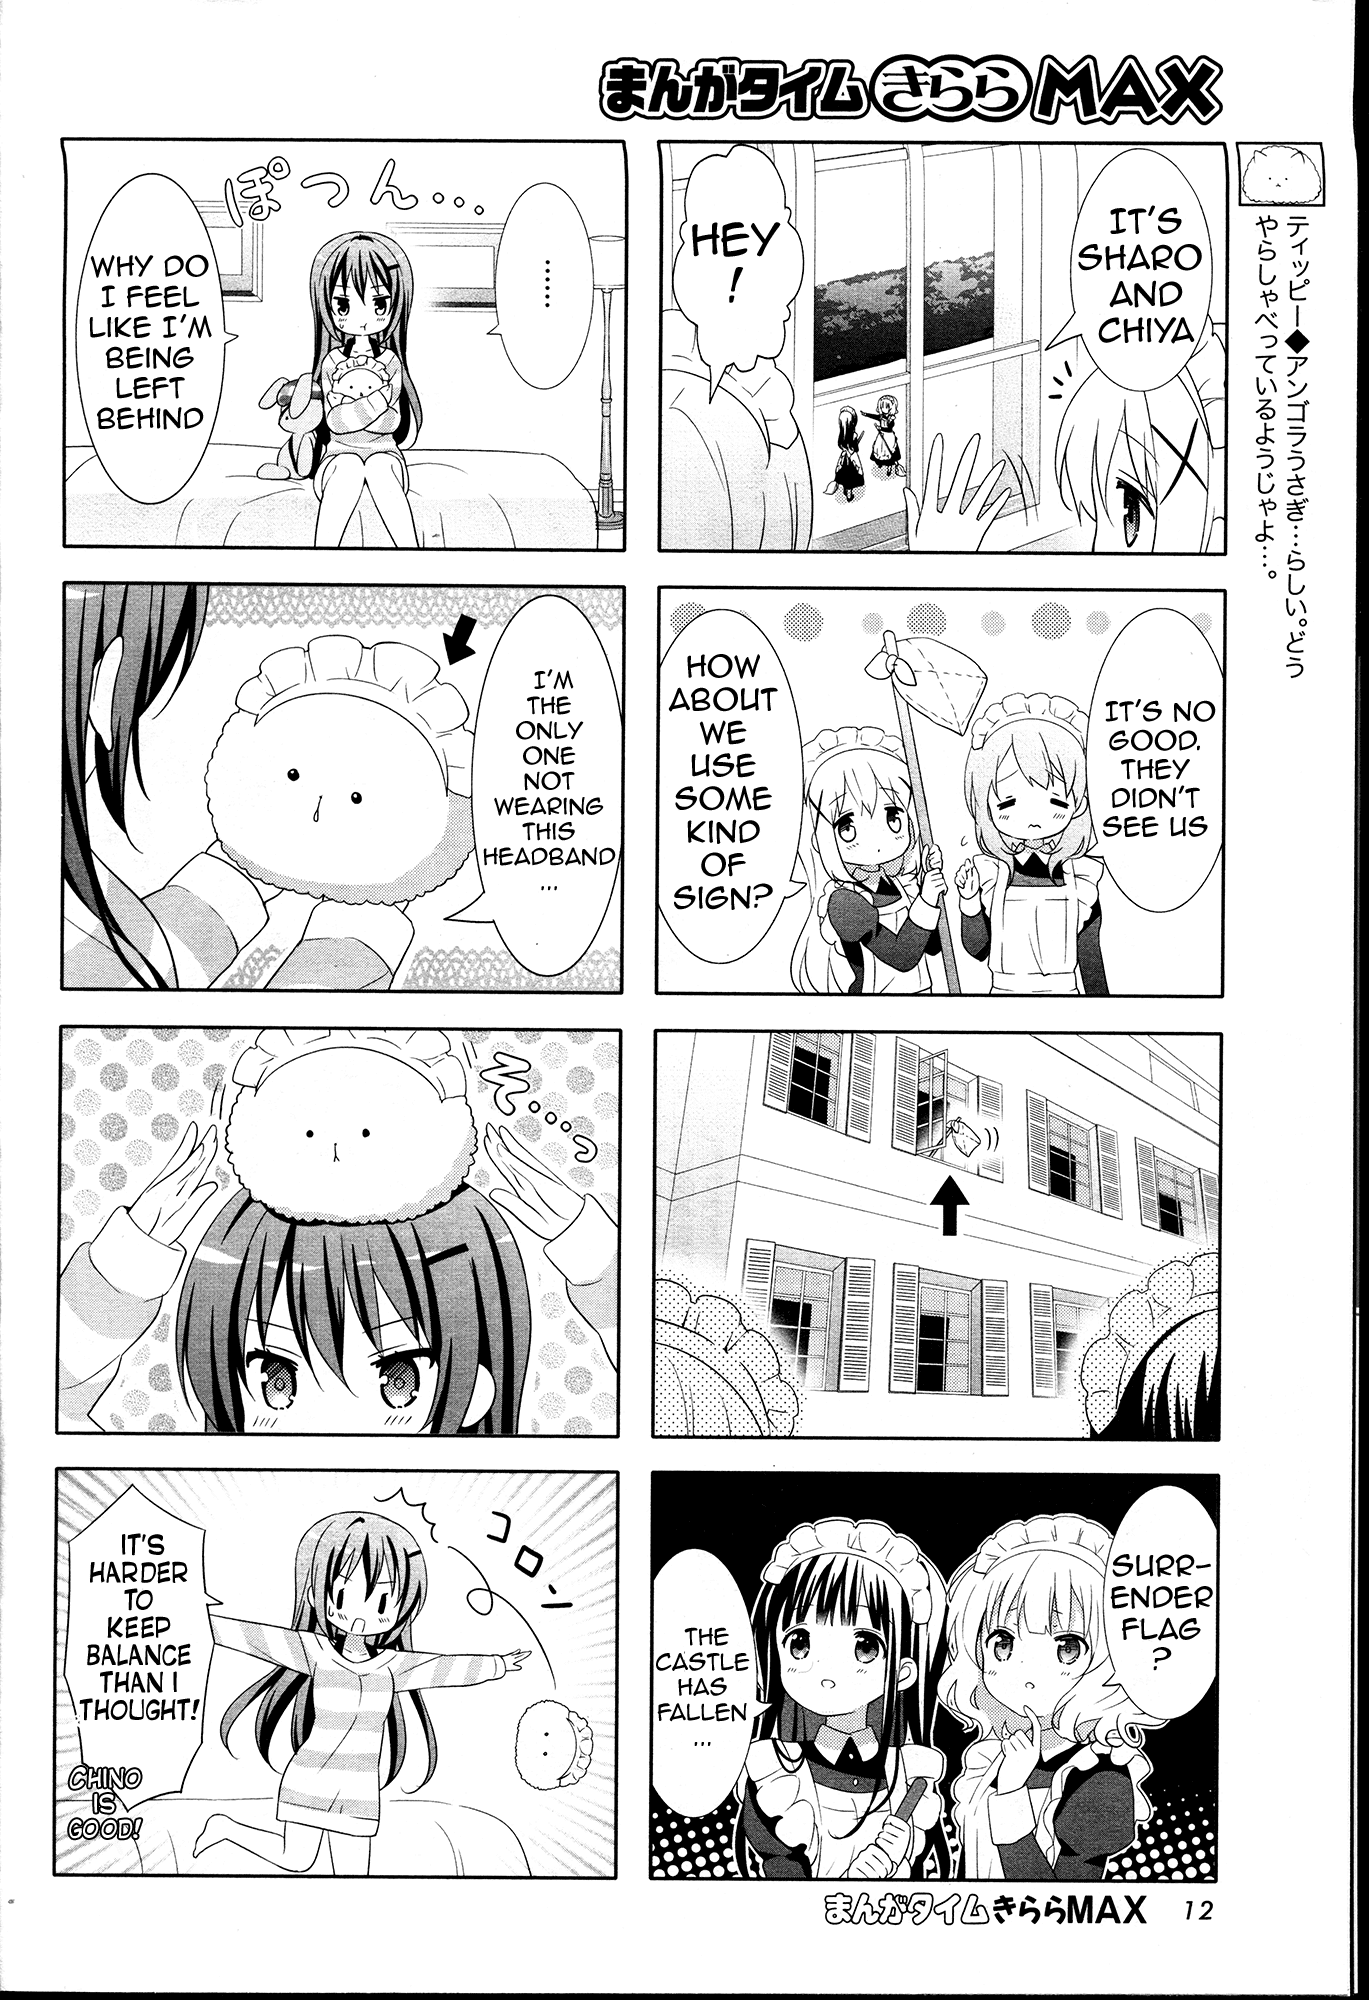 まんがタイムきららMAX
ティッピー◆アンゴラうさぎ…らしい。どう
やらしゃべっているようじゃよ…。
IT'S
SHARO
AND
CHIYA
HEY
!
IT'S NO
GOOD,
THEY
DIDN'T
SEE US
HOW
ABOUT
WE
USE
SOME
KIND
OF
SIGN?
SURR-
ENDER
FLAG
?
THE
CASTLE
HAS
FALLEN
...
………
ぽつん…
WHY DO
I FEEL
LIKE I'M
BEING
LEFT
BEHIND
I'M
THE
ONLY
ONE
NOT
WEARING
THIS
HEADBAND
...
そ…っ
コロン
IT'S
HARDER
TO
KEEP
BALANCE
THAN I
THOUGHT!
CHINO
IS
GOOD!
まんがタイムきららMAX 12